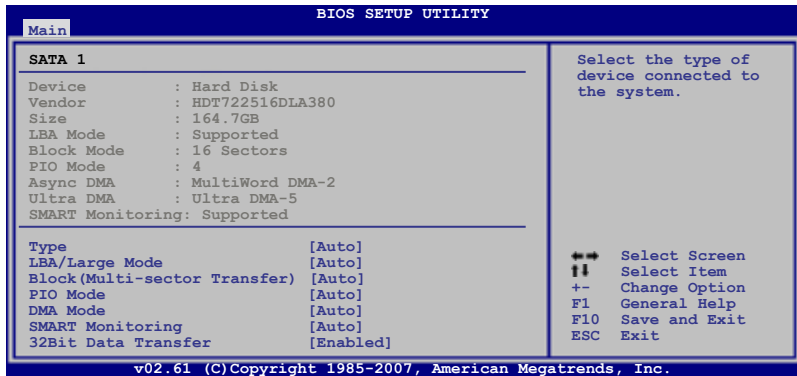 BIOS SETUP UTILITY
Main
SATA 1
Device : Hard Disk
Vendor : HDT722516DLA380
Size : 164.7GB
LBA Mode : Supported
Block Mode : 16 Sectors
PIO Mode : 4
Async DMA : MultiWord DMA-2
Ultra DMA : Ultra DMA-5
SMART Monitoring: Supported
Type [Auto]
LBA/Large Mode [Auto]
Block(Multi-sector Transfer) [Auto]
PIO Mode [Auto]
DMA Mode [Auto]
SMART Monitoring [Auto]
32Bit Data Transfer [Enabled]
Select the type of
device connected to
the system.
←→ Select Screen
↑↓ Select Item
+- Change Option
F1 General Help
F10 Save and Exit
ESC Exit
v02.61 (C)Copyright 1985-2007, American Megatrends, Inc.